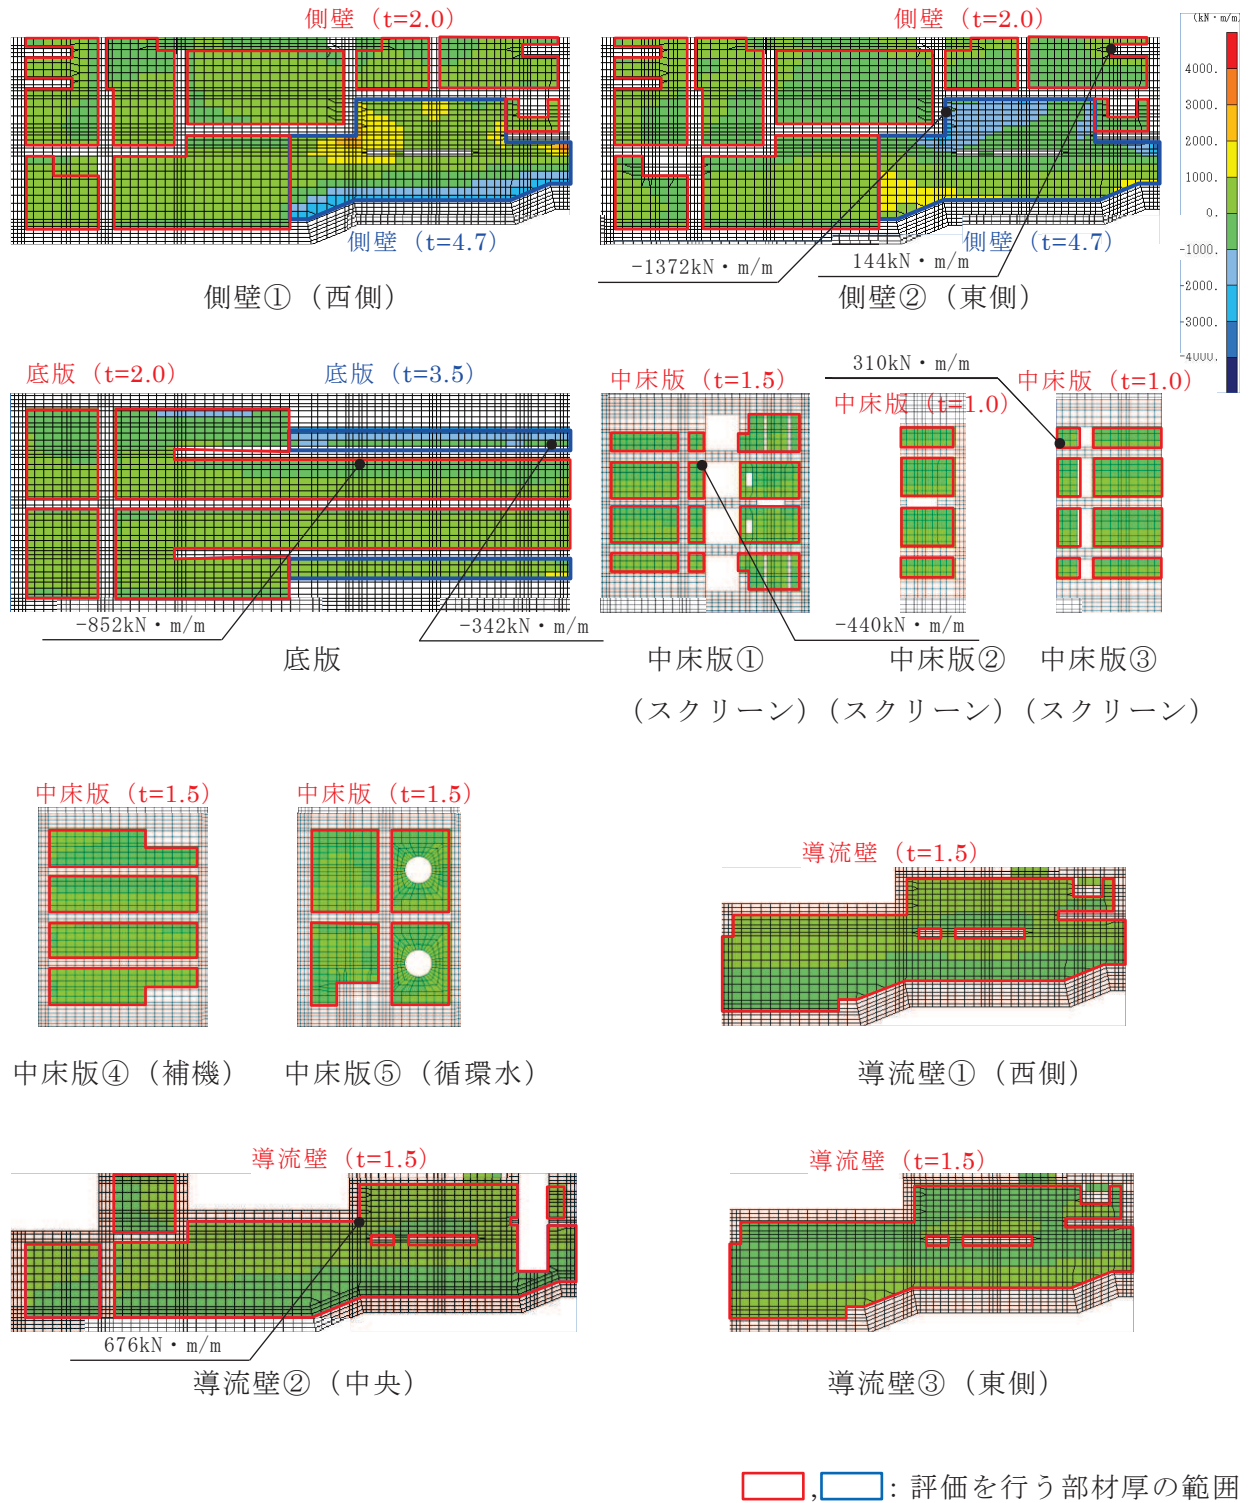 側壁（t=2.0）
側壁（t=2.0）
(kN・m/m)
4000.
3000.
2000.
1000.
0.
-1000.
-2000.
-3000.
-4000.
側壁（t=4.7）
側壁（t=4.7）
-1372kN・m/m
144kN・m/m
側壁①（西側）
側壁②（東側）
底版（t=2.0）
底版（t=3.5）
中床版（t=1.5）
310kN・m/m
中床版（t=1.0）
中床版（t=1.0）
-852kN・m/m
-342kN・m/m
-440kN・m/m
底版
中床版①
（スクリーン）
中床版②
（スクリーン）
中床版③
（スクリーン）
中床版（t=1.5）
中床版（t=1.5）
導流壁（t=1.5）
中床版④（補機）
中床版⑤（循環水）
導流壁①（西側）
導流壁（t=1.5）
導流壁（t=1.5）
676kN・m/m
導流壁②（中央）
導流壁③（東側）
,：評価を行う部材厚の範囲